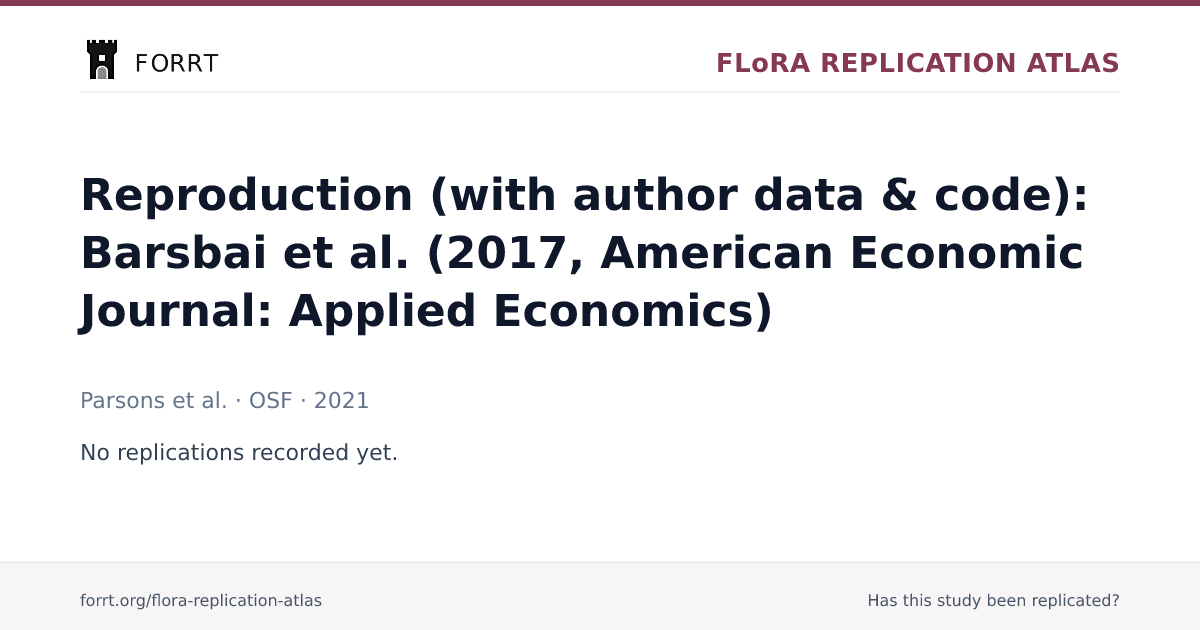 FORRT
FLoRA REPLICATION ATLAS
Reproduction (with author data & code):
Barsbai et al. (2017, American Economic
Journal: Applied Economics)
Parsons et al. · OSF · 2021
No replications recorded yet.
forrt.org/flora-replication-atlas
Has this study been replicated?